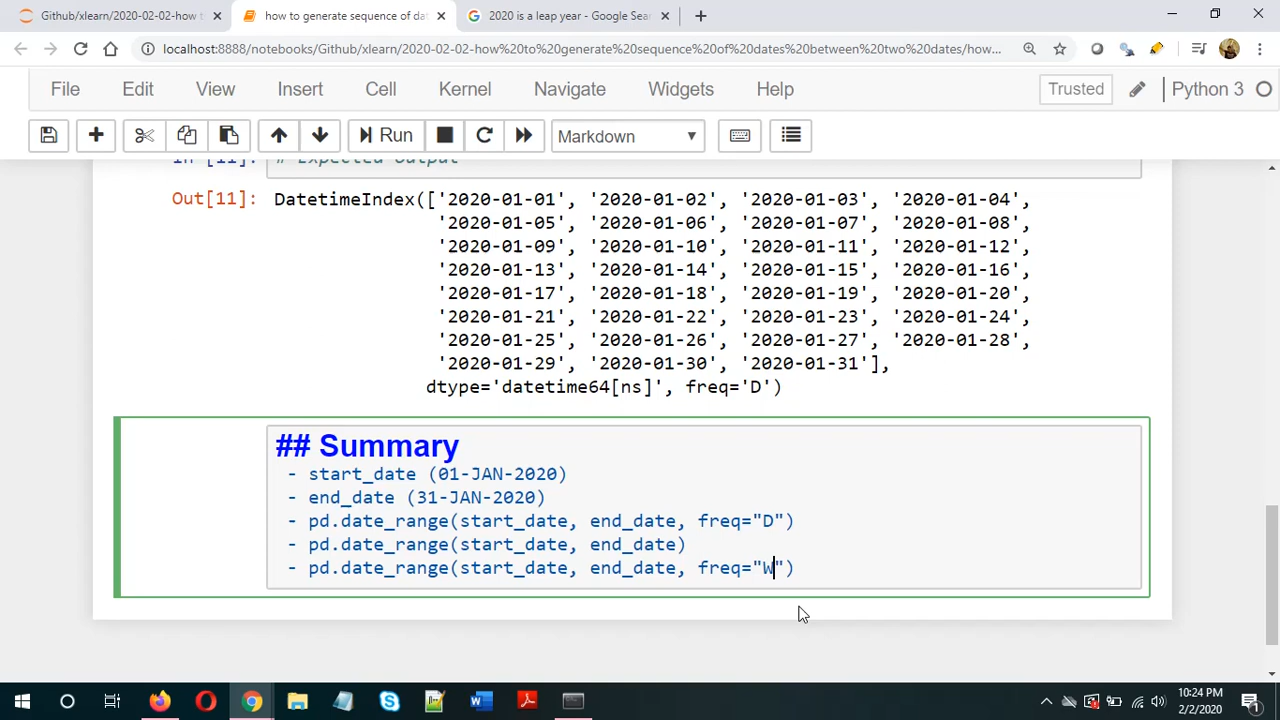 Github/xlearn/2020-02-02-how t
how to generate sequence of dat
2020 is a leap year - Google Sear
localhost:8888/notebooks/Github/xlearn/2020-02-02-how%20to%20generate%20sequence%20of%20dates%20between%20two%20dates/how...
File Edit View Insert Cell Kernel Navigate Widgets Help Trusted Python 3
Run Markdown
In [11]: # Expected Output
Out[11]: DatetimeIndex(['2020-01-01', '2020-01-02', '2020-01-03', '2020-01-04',
'2020-01-05', '2020-01-06', '2020-01-07', '2020-01-08',
'2020-01-09', '2020-01-10', '2020-01-11', '2020-01-12',
'2020-01-13', '2020-01-14', '2020-01-15', '2020-01-16',
'2020-01-17', '2020-01-18', '2020-01-19', '2020-01-20',
'2020-01-21', '2020-01-22', '2020-01-23', '2020-01-24',
'2020-01-25', '2020-01-26', '2020-01-27', '2020-01-28',
'2020-01-29', '2020-01-30', '2020-01-31'],
dtype='datetime64[ns]', freq='D')
## Summary
- start_date (01-JAN-2020)
- end_date (31-JAN-2020)
- pd.date_range(start_date, end_date, freq="D")
- pd.date_range(start_date, end_date)
- pd.date_range(start_date, end_date, freq="W")
10:24 PM
2/2/2020